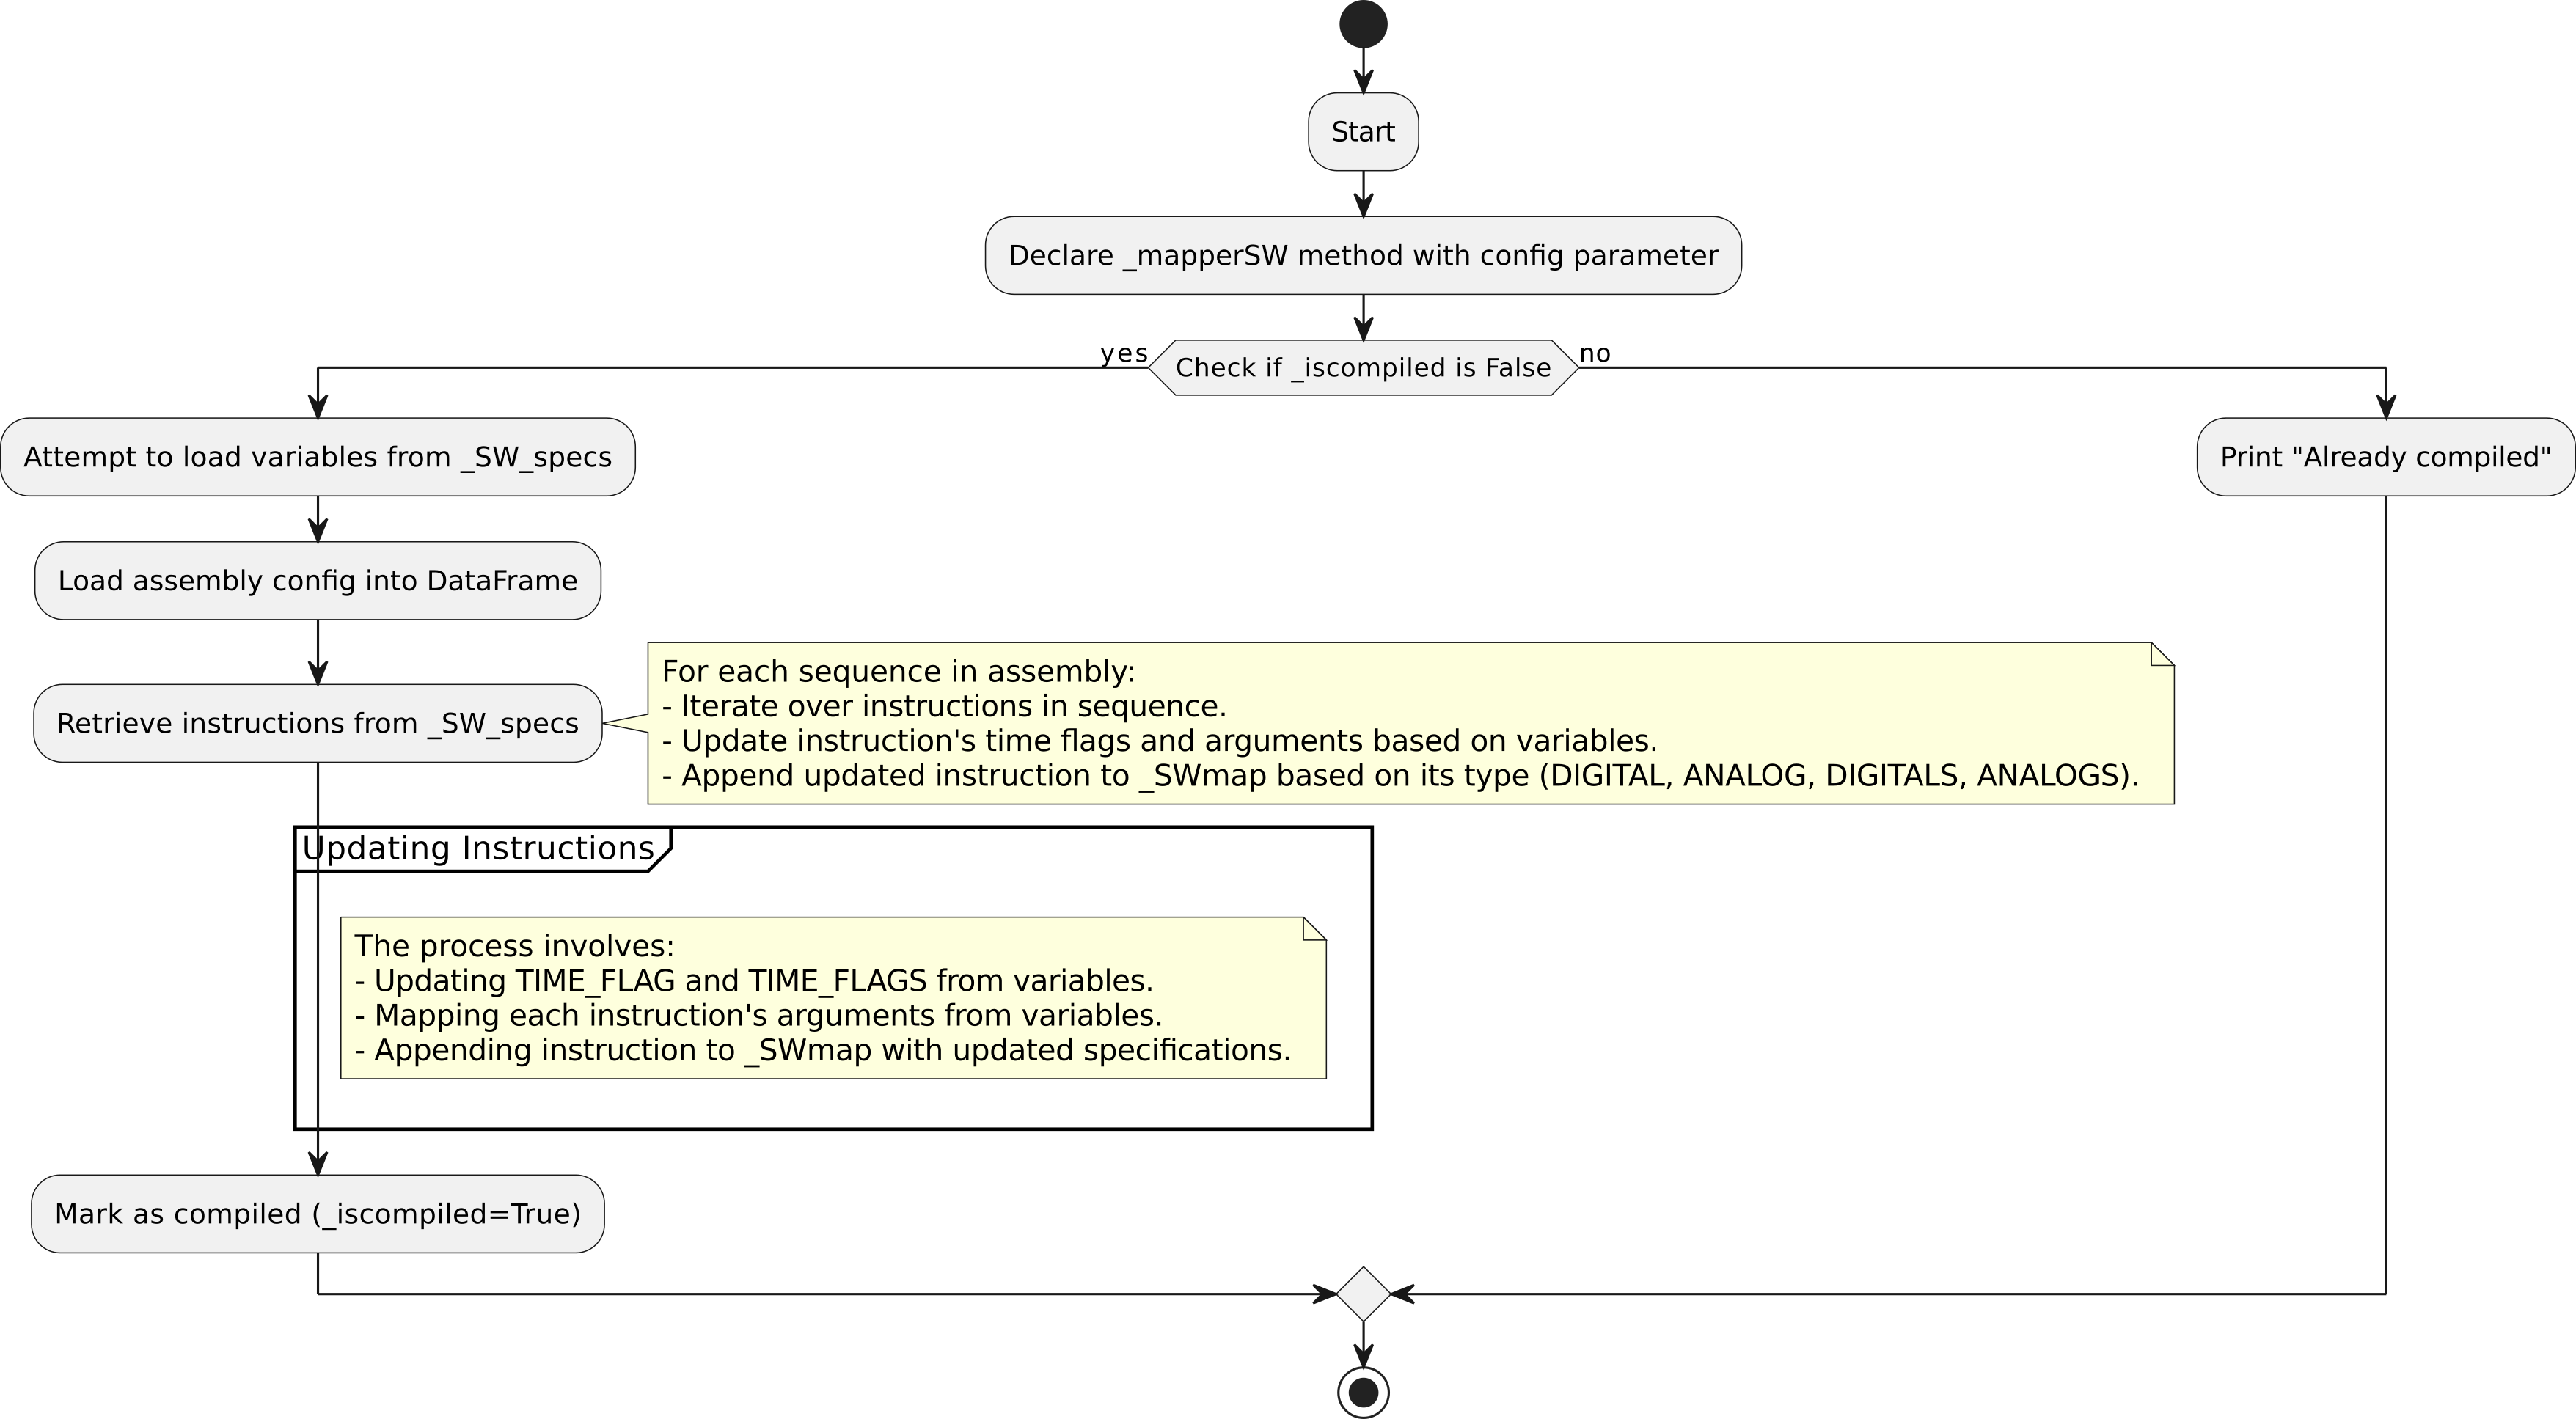 Start
Declare _mapperSW method with config parameter
yes
Check if _iscompiled is False
no
Attempt to load variables from _SW_specs
Print "Already compiled"
Load assembly config into DataFrame
Retrieve instructions from _SW_specs
For each sequence in assembly:
- Iterate over instructions in sequence.
- Update instruction's time flags and arguments based on variables.
- Append updated instruction to _SWmap based on its type (DIGITAL, ANALOG, DIGITALS, ANALOGS).
Updating Instructions
The process involves:
- Updating TIME_FLAG and TIME_FLAGS from variables.
- Mapping each instruction's arguments from variables.
- Appending instruction to _SWmap with updated specifications.
Mark as compiled (_iscompiled=True)